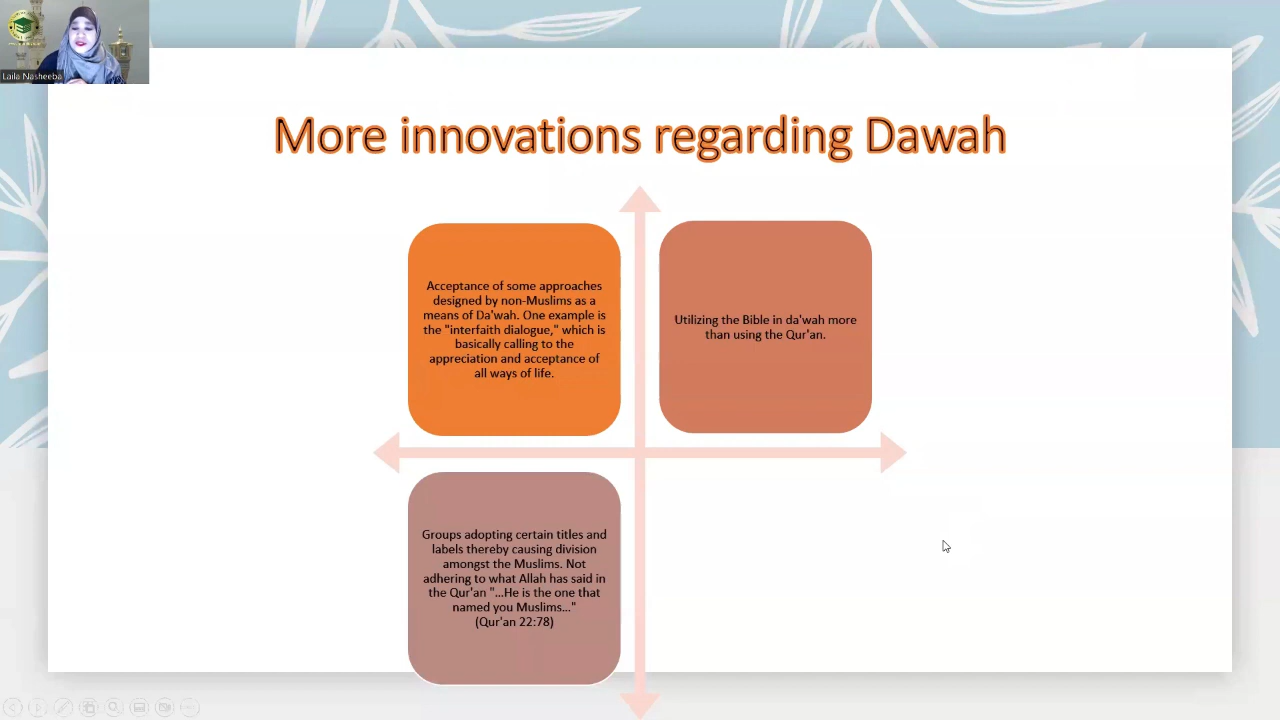 Laila Nasheeba
More innovations regarding Dawah
Acceptance of some approaches
designed by non-Muslims as a
means of Da'wah. One example is
the "interfaith dialogue," which is
basically calling to the
appreciation and acceptance of
all ways of life.
Utilizing the Bible in da'wah more
than using the Qur'an.
Groups adopting certain titles and
labels thereby causing division
amongst the Muslims. Not
adhering to what Allah has said in
the Qur'an "...He is the one that
named you Muslims..."
(Qur'an 22:78)